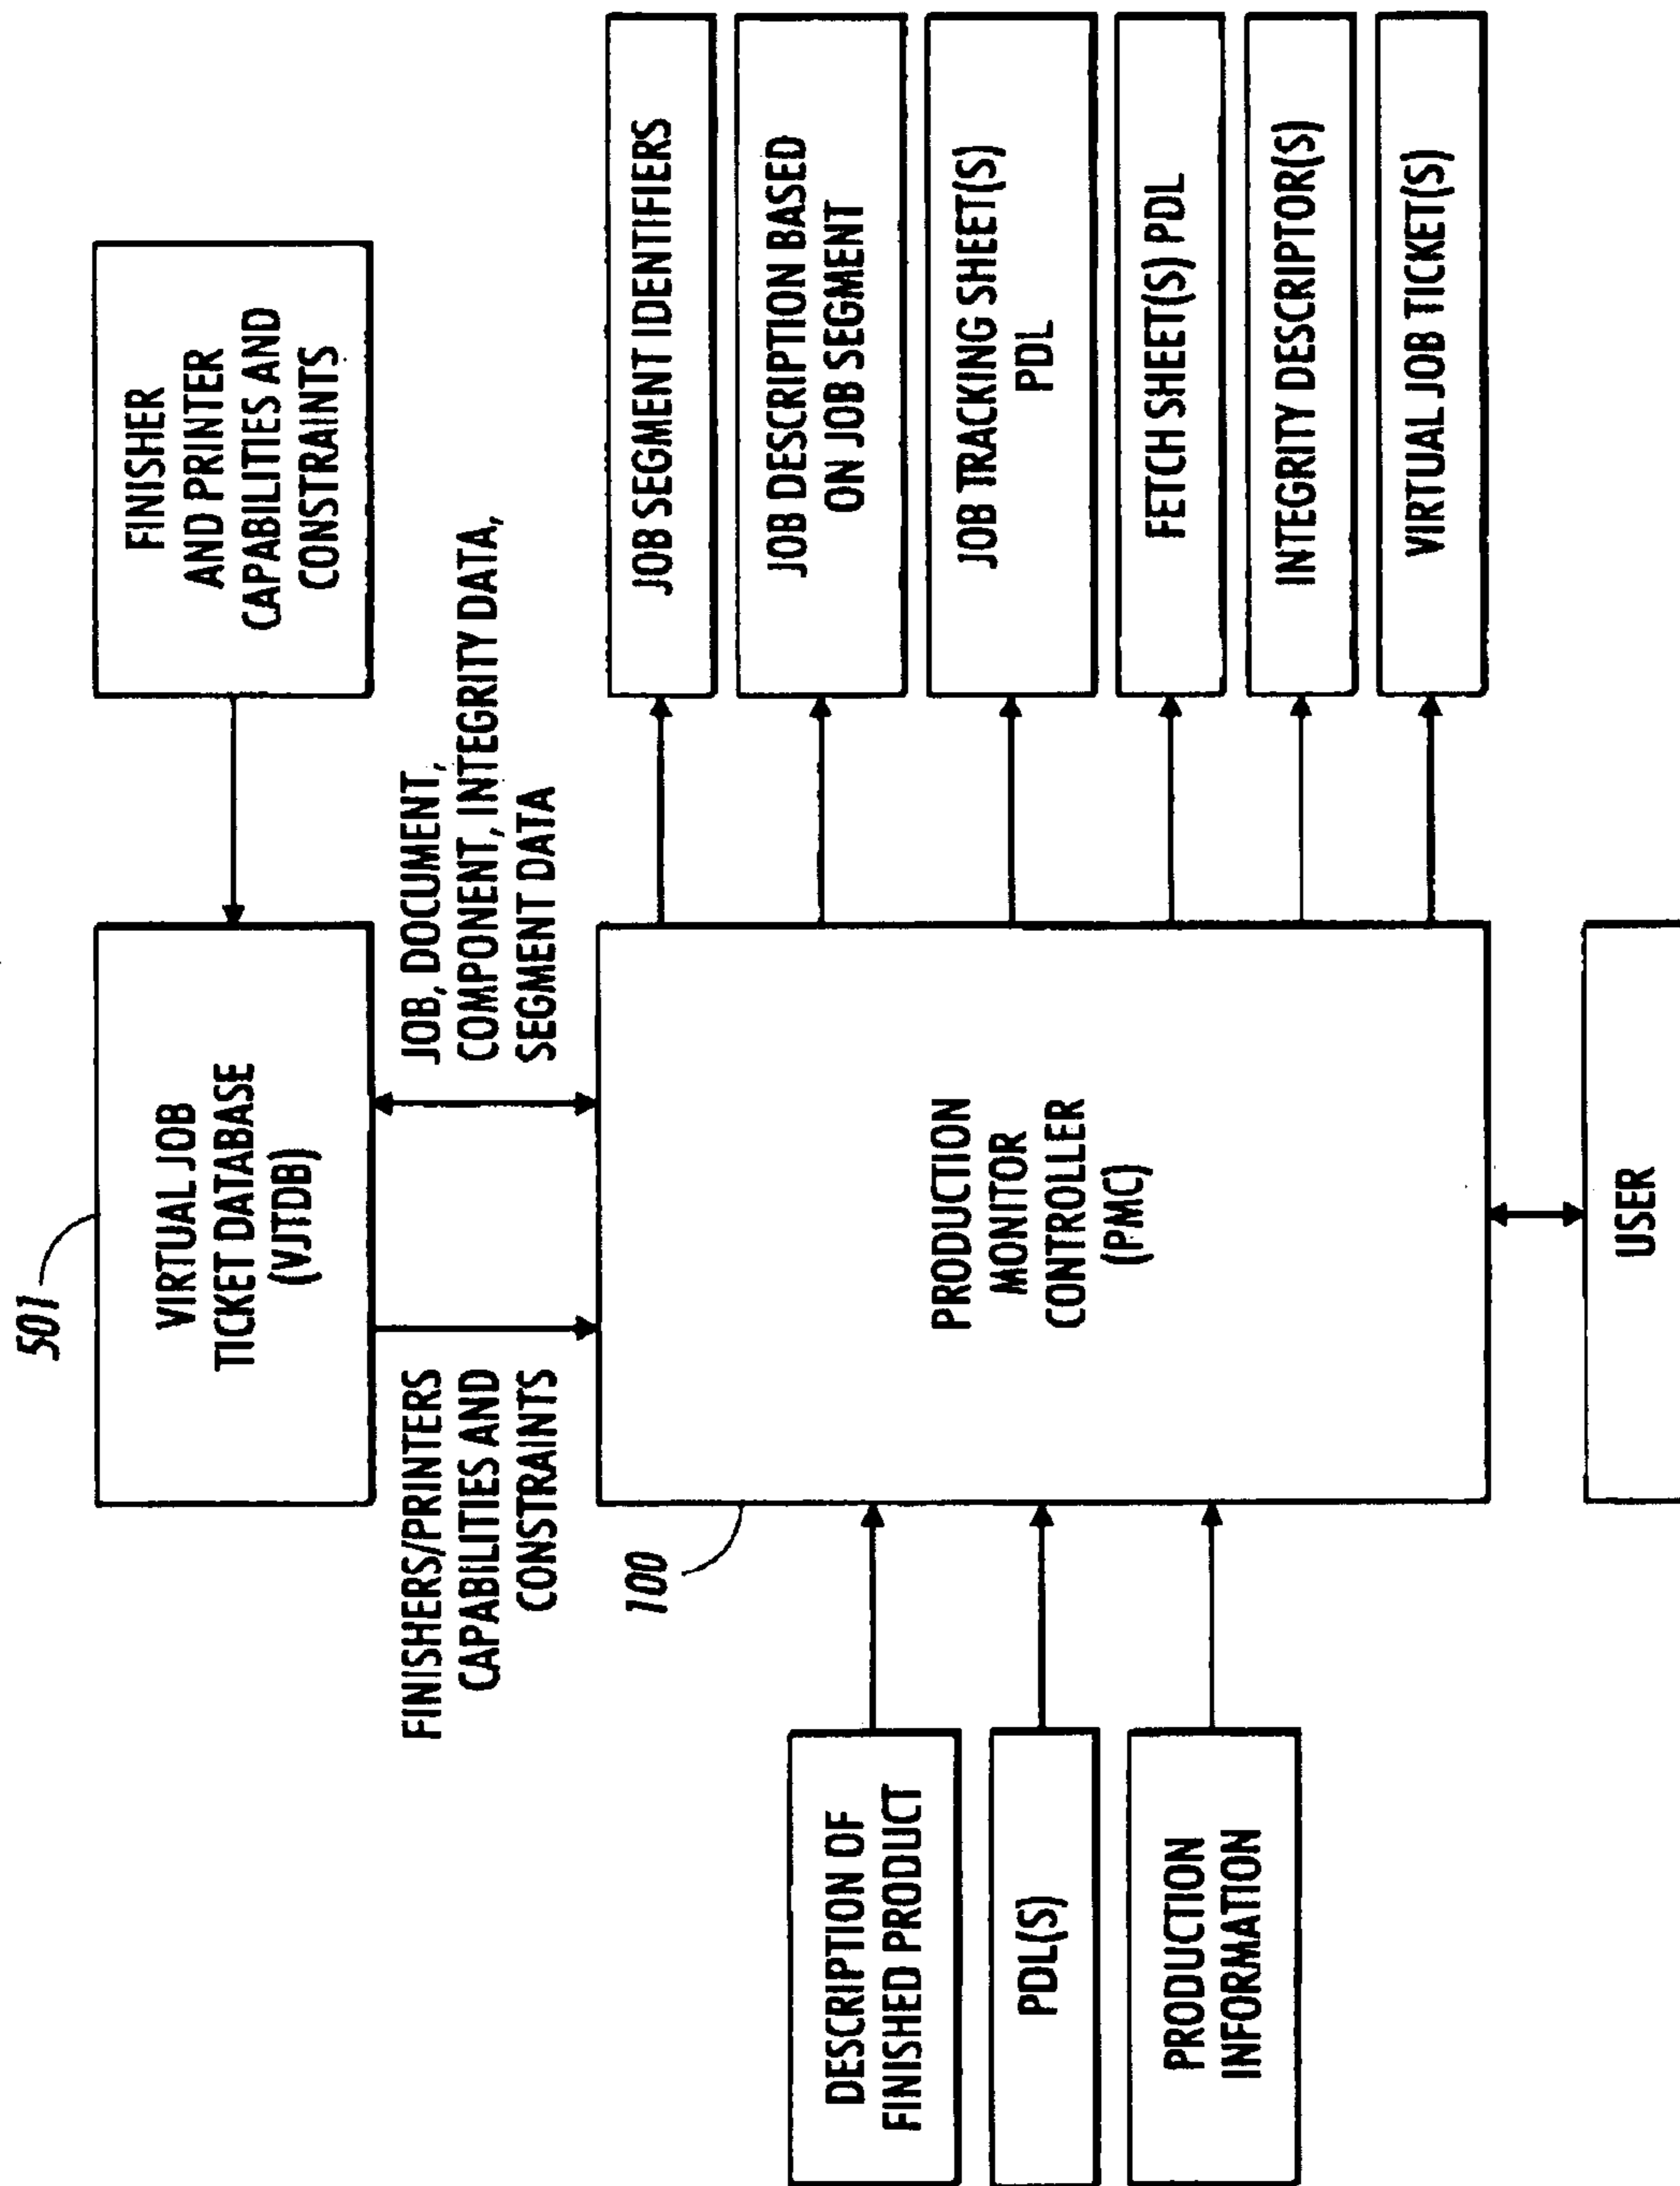 501
VIRTUAL JOB
TICKET DATABASE
(VJTDB)
FINISHER
AND PRINTER
CAPABILITIES AND
CONSTRAINTS
FINISHERS/PRINTERS
CAPABILITIES AND
CONSTRAINTS
JOB, DOCUMENT,
COMPONENT, INTEGRITY DATA,
SEGMENT DATA
100
DESCRIPTION OF
FINISHED PRODUCT
PDL(S)
PRODUCTION
INFORMATION
PRODUCTION
MONITOR
CONTROLLER
(PMC)
JOB SEGMENT IDENTIFIERS
JOB DESCRIPTION BASED
ON JOB SEGMENT
JOB TRACKING SHEET(S)
PDL
FETCH SHEET(S) PDL
INTEGRITY DESCRIPTOR(S)
VIRTUAL JOB TICKET(S)
USER